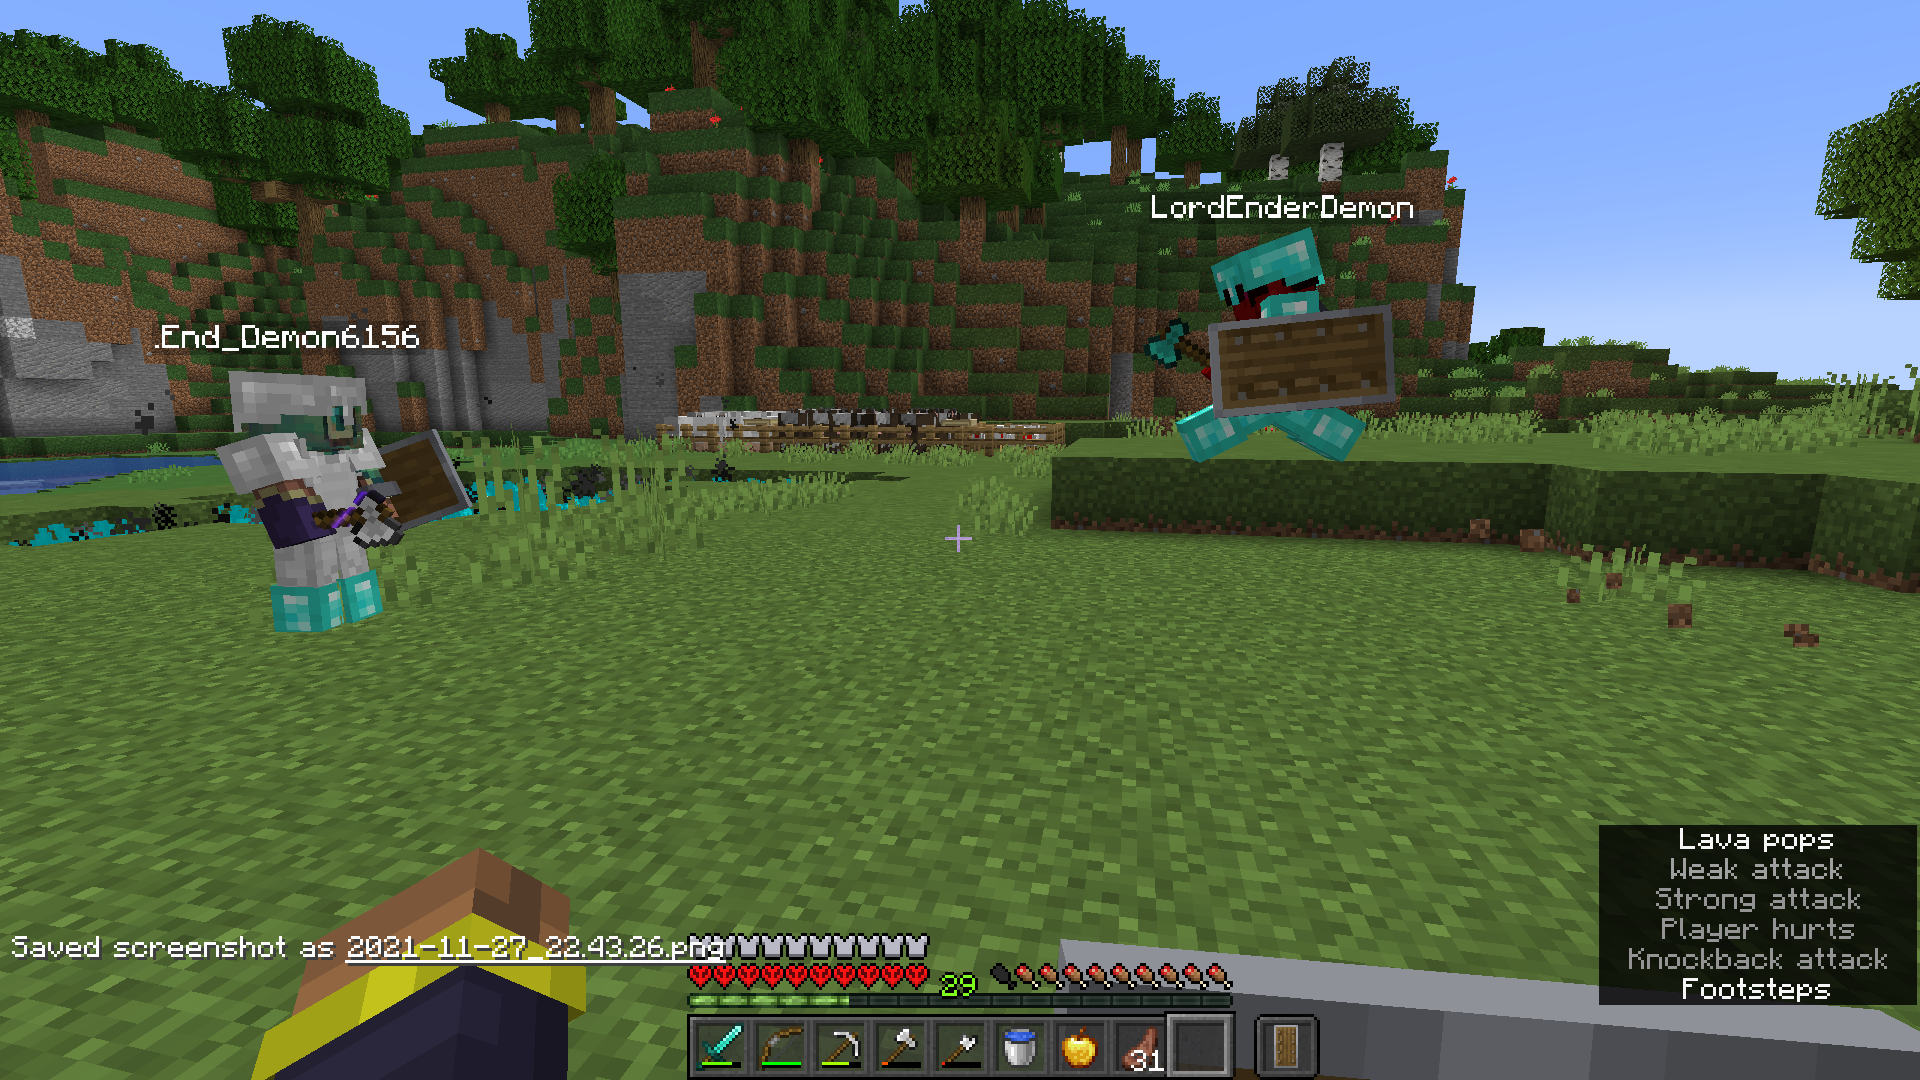 LordEnderDemon
.End_Demon6156
Lava pops
Weak attack
Strong attack
Player hurts
Knockback attack
Footsteps
Saved screenshot as 2021-11-27_22.43.26.png
29
31